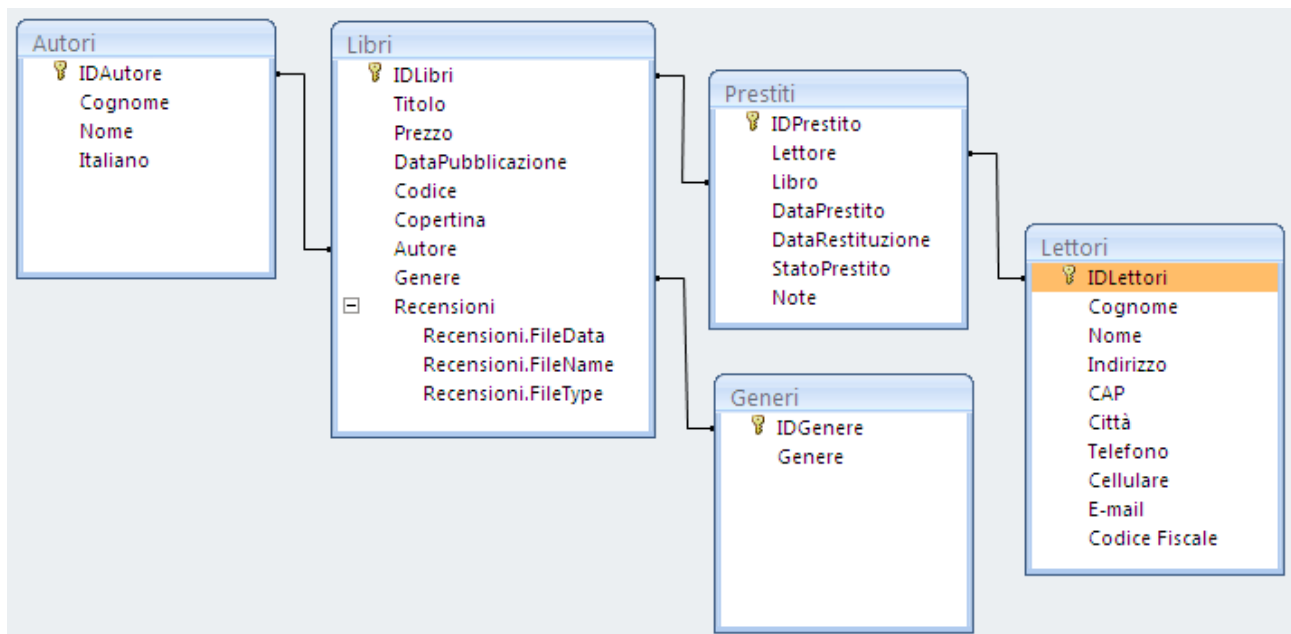 Autori
IDAutore
Cognome
Nome
Italiano
Libri
IDLibri
Titolo
Prezzo
DataPubblicazione
Codice
Copertina
Autore
Genere
Recensioni
Recensioni.FileData
Recensioni.FileName
Recensioni.FileType
Prestiti
IDPrestito
Lettore
Libro
DataPrestito
DataRestituzione
StatoPrestito
Note
Generi
IDGenere
Genere
Lettori
IDLettori
Cognome
Nome
Indirizzo
CAP
Città
Telefono
Cellulare
E-mail
Codice Fiscale